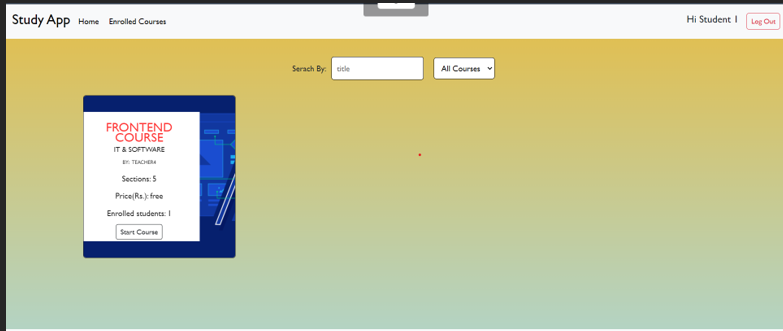 Study App Home Enrolled Courses Hi Student 1 Log Out
Serach By: title All Courses
FRONTEND
COURSE
IT & SOFTWARE
BY: TEACHER4
Sections: 5
Price(Rs.): free
Enrolled students: 1
Start Course